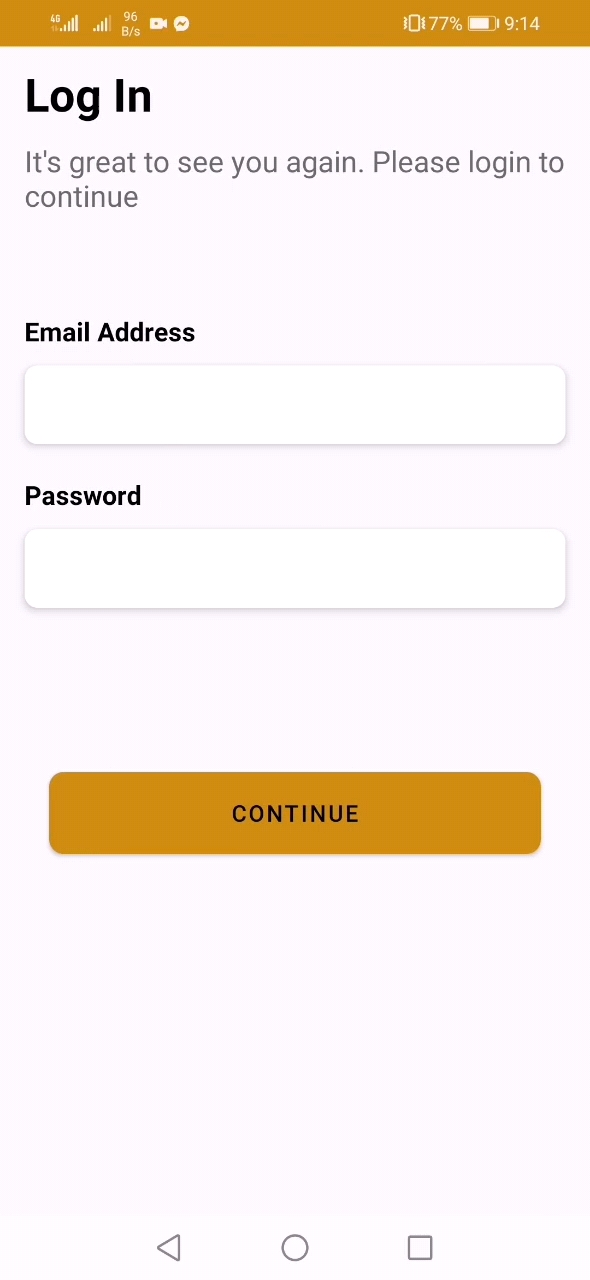 4G 96 B/s 77% 9:14
Log In
It's great to see you again. Please login to
continue
Email Address
Password
CONTINUE